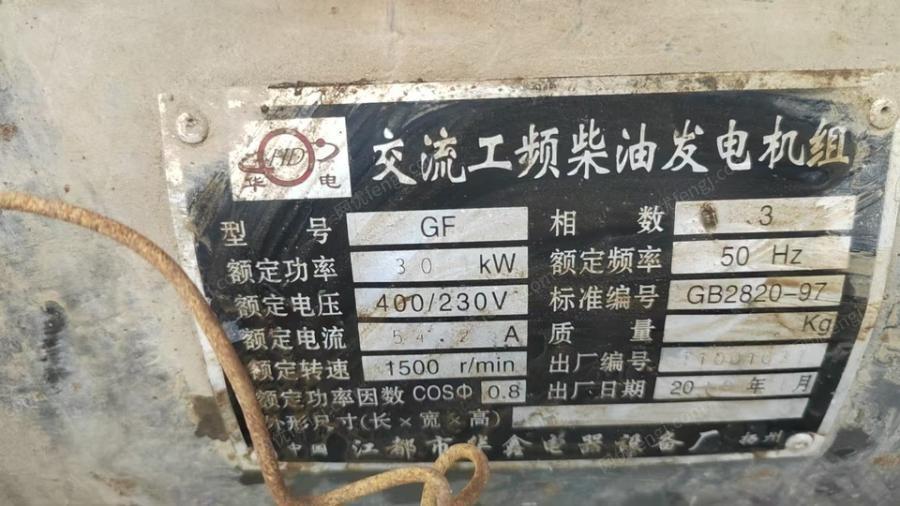 HD
华 电
交流工频柴油发电机组
型 号 GF 相 数 3
额定功率 30 kW 额定频率 50 Hz
额定电压 400/230V 标准编号 GB2820-97
额定电流 54.2 A 质 量 Kg
额定转速 1500 r/min 出厂编号
额定功率因数 COSΦ 0.8 出厂日期 20 年 月
外形尺寸(长×宽×高)
中国 江都市华鑫电器设备厂 扬州